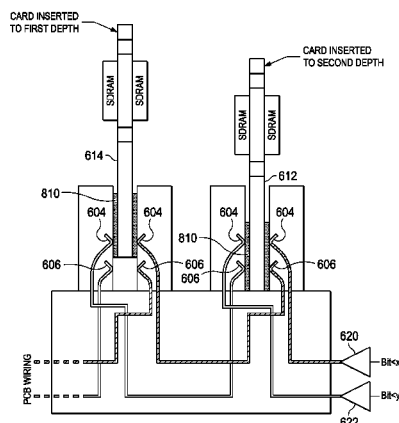 CARD INSERTED
TO FIRST DEPTH
CARD INSERTED
TO SECOND DEPTH
SDRAM
SDRAM
SDRAM
SDRAM
614
612
810
604
604
604
604
810
606
606
606
606
620
PCB WIRING
Bit<x
Bit<y
622